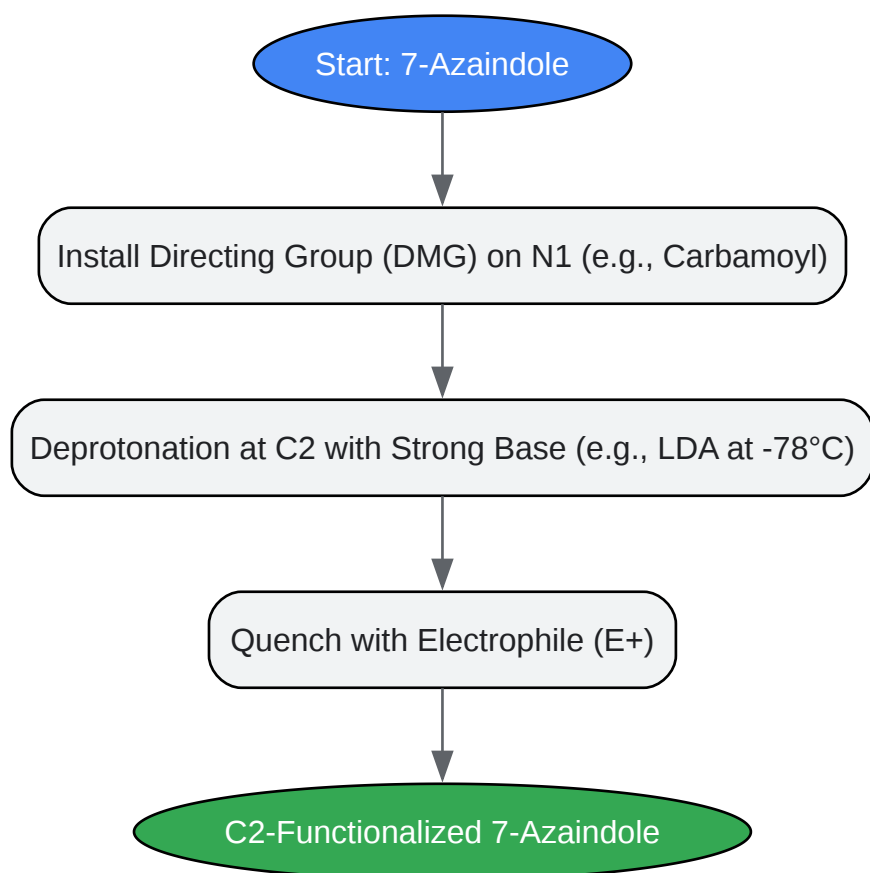 Start: 7-Azaindole
Install Directing Group (DMG) on N1 (e.g., Carbamoyl)
Deprotonation at C2 with Strong Base (e.g., LDA at -78°C)
Quench with Electrophile (E+)
C2-Functionalized 7-Azaindole